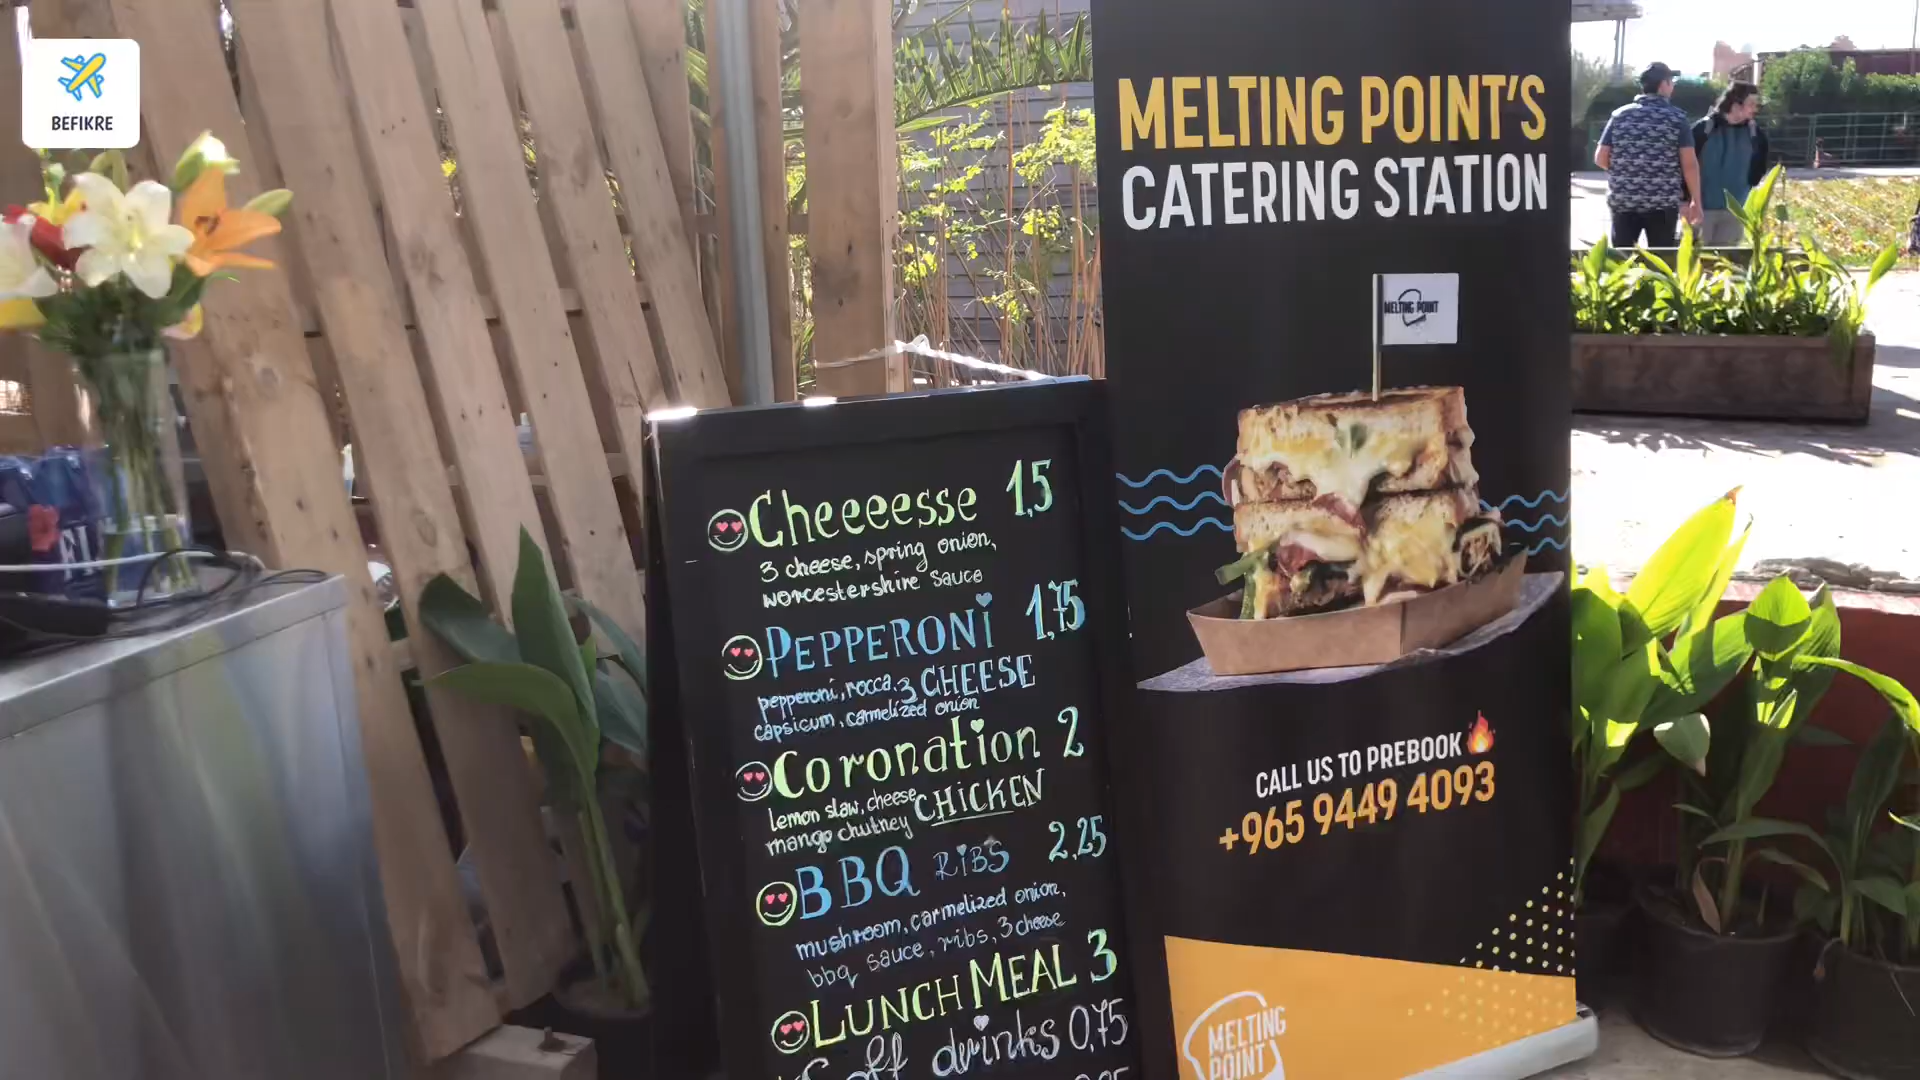 BEFIKRE
MELTING POINT'S
CATERING STATION
MELTING POINT
Cheeeesse 1,5
3 cheese, spring onion,
worcestershire sauce
PEPPERONi 1,75
pepperoni, rocca, 3 CHEESE
capsicum, carmelized onion
Coronation 2
lemon slaw, cheese
mango chutney CHICKEN
BBQ RiBS 2,25
mushroom, carmelized onion,
bbq sauce, ribs, 3 cheese
LUNCH MEAL 3
Soff drinks 0,75
CALL US TO PREBOOK
+965 9449 4093
MELTING
POINT